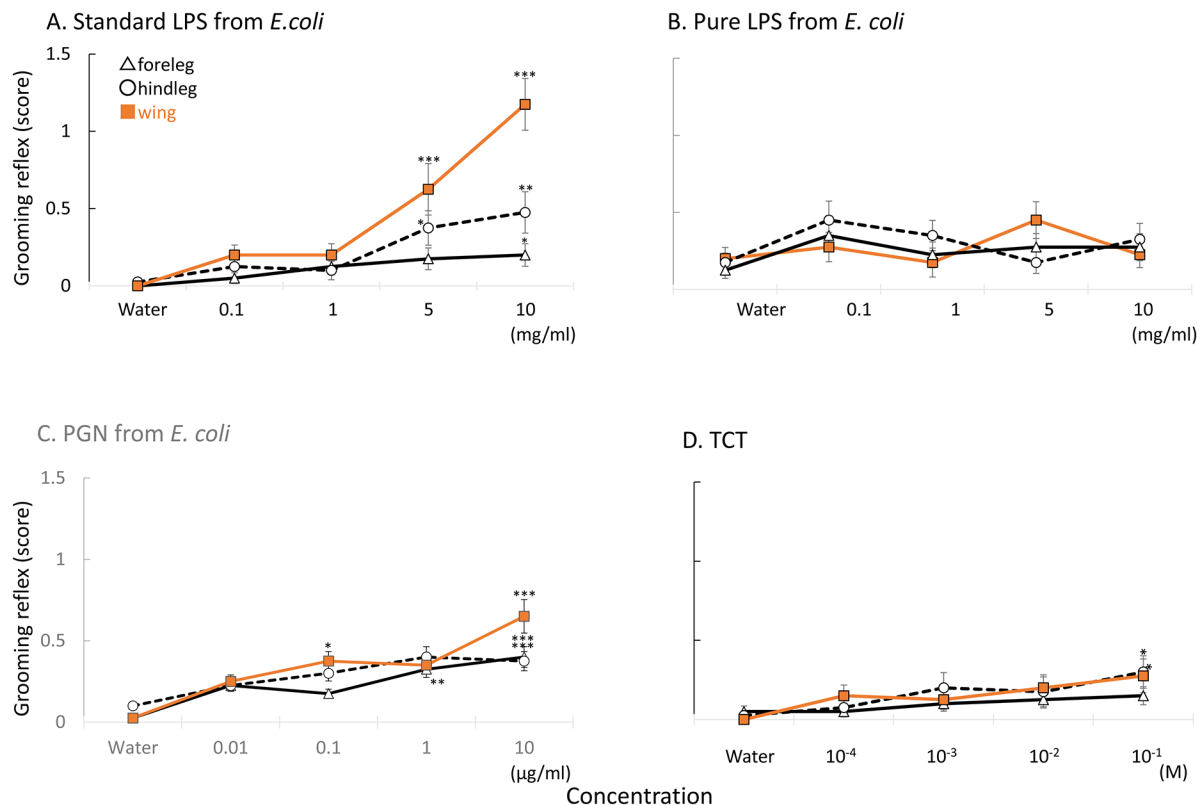 A. Standard LPS from E.coli
B. Pure LPS from E. coli
1.5
1
0.5
0
Grooming reflex (score)
foreleg
hindleg
wing
***
***
**
*
*
Water 0.1 1 5 10
(mg/ml)
Water 0.1 1 5 10
(mg/ml)
C. PGN from E. coli
D. TCT
1.5
1
0.5
0
Grooming reflex (score)
***
***
***
*
**
*
*
Water 0.01 0.1 1 10
(µg/ml)
Water 10⁻⁴ 10⁻³ 10⁻² 10⁻¹
(M)
Concentration